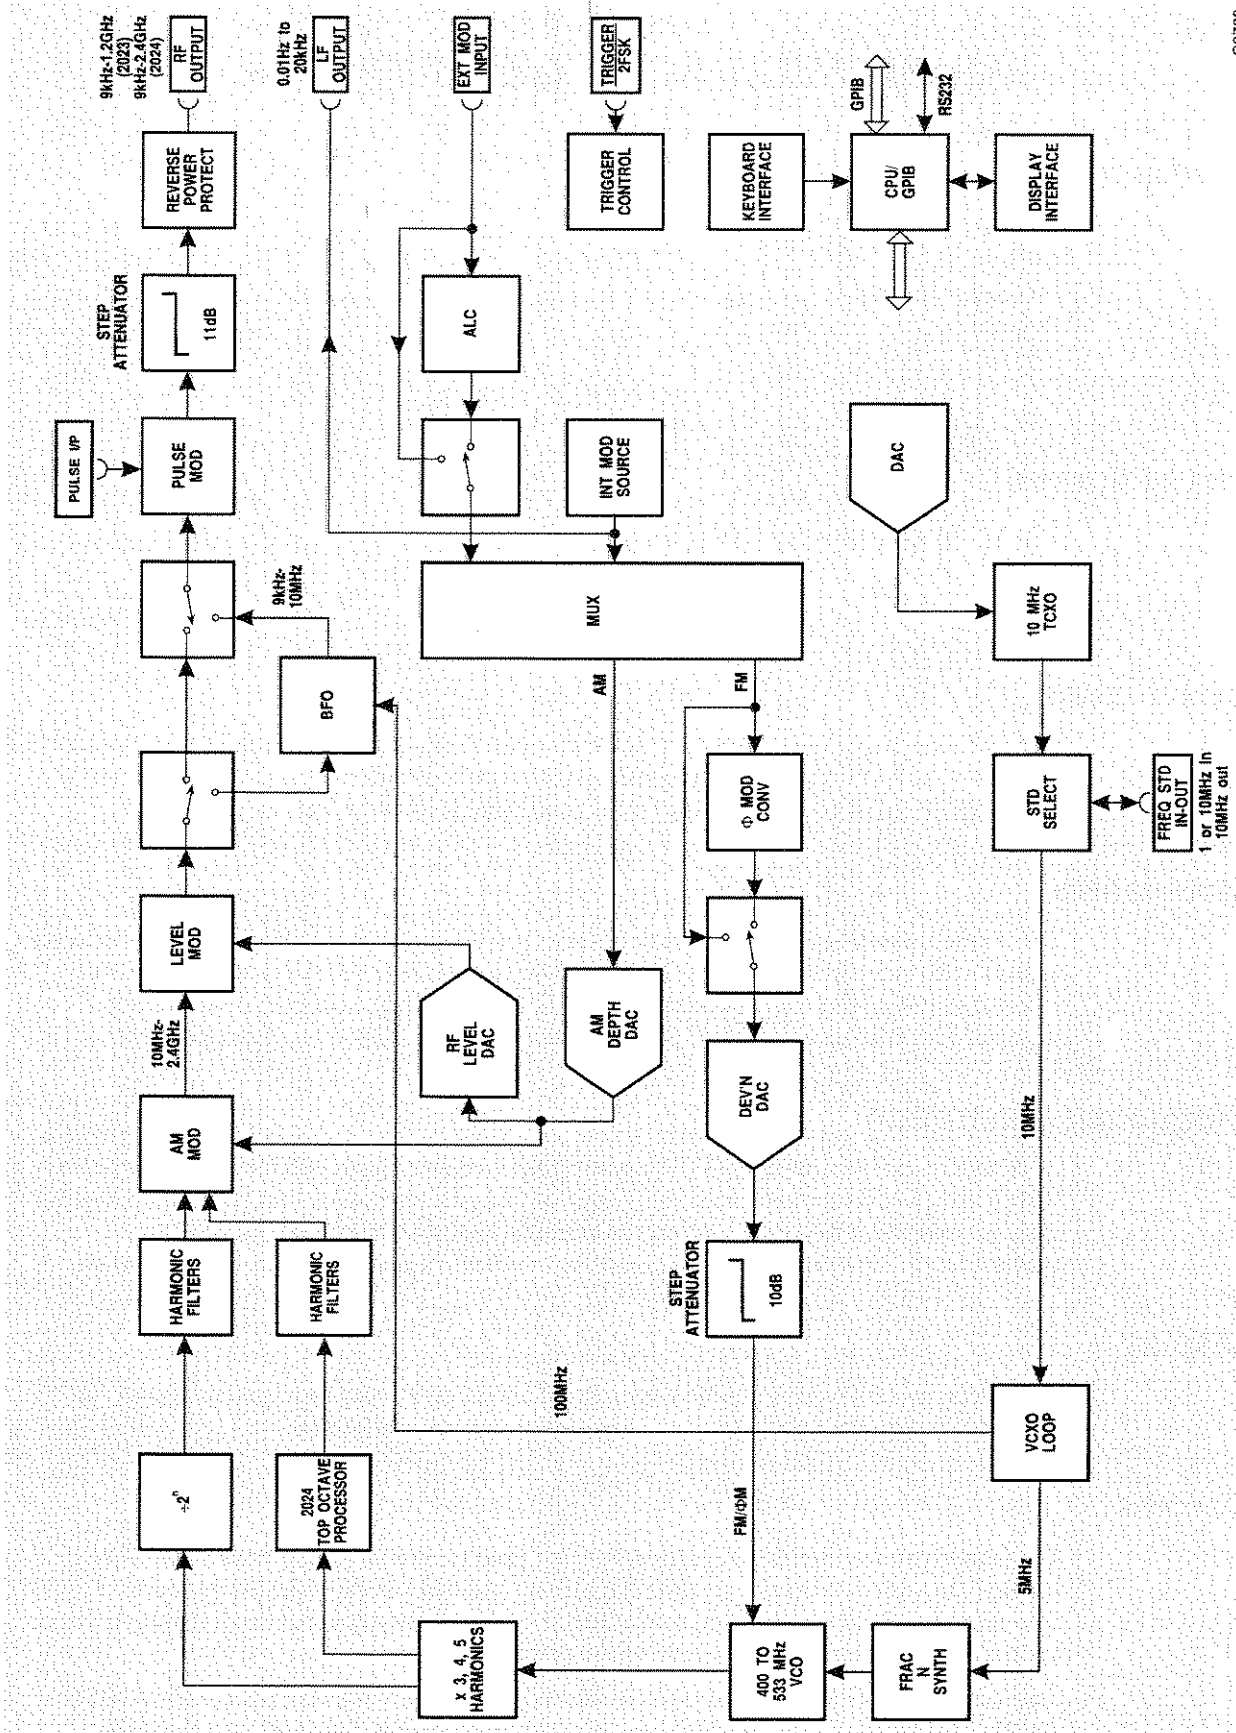 9kHz-1.2GHz
(2023)
9kHz-2.4GHz
(2024)
RF
OUTPUT
0.01Hz to
20kHz
LF
OUTPUT
EXT MOD
INPUT
TRIGGER
2FSK
REVERSE
POWER
PROTECT
STEP
ATTENUATOR
11dB
PULSE I/P
PULSE
MOD
9kHz-
10MHz
BFO
LEVEL
MOD
10MHz-
2.4GHz
AM
MOD
HARMONIC
FILTERS
HARMONIC
FILTERS
÷2ⁿ
2024
TOP OCTAVE
PROCESSOR
x 3, 4, 5
HARMONICS
TRIGGER
CONTROL
ALC
INT MOD
SOURCE
MUX
AM
FM
RF
LEVEL
DAC
AM
DEPTH
DAC
Φ MOD
CONV
DEV'N
DAC
STEP
ATTENUATOR
10dB
100MHz
FM/ΦM
400 TO
533 MHz
VCO
FRAC
N
SYNTH
5MHz
VCXO
LOOP
10MHz
STD
SELECT
FREQ STD
IN-OUT
1 or 10MHz in
10MHz out
10 MHz
TCXO
DAC
KEYBOARD
INTERFACE
CPU/
GPIB
DISPLAY
INTERFACE
GPIB
RS232